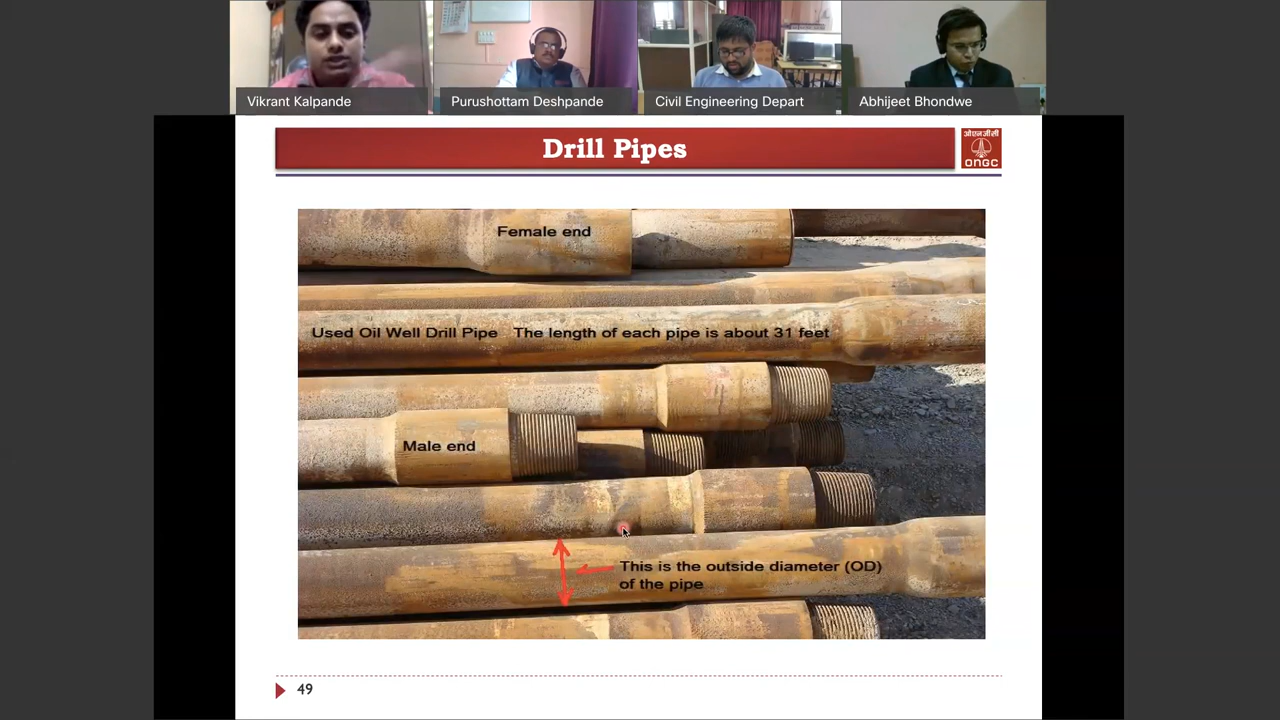 Vikrant Kalpande
Purushottam Deshpande
Civil Engineering Depart
Abhijeet Bhondwe
Drill Pipes
ओएनजीसी
ONGC
Female end
Used Oil Well Drill Pipe The length of each pipe is about 31 feet
Male end
This is the outside diameter (OD)
of the pipe
49